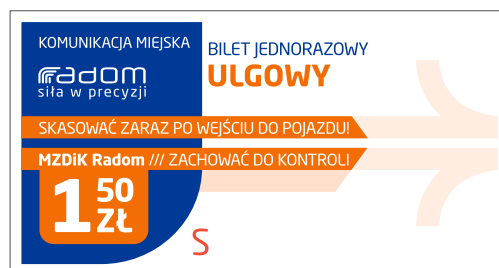 KOMUNIKACJA MIEJSKA
radom
siła w precyzji
BILET JEDNORAZOWY
ULGOWY
SKASOWAĆ ZARAZ PO WEJŚCIU DO POJAZDU!
MZDiK Radom /// ZACHOWAĆ DO KONTROLI
1 50 ZŁ
S